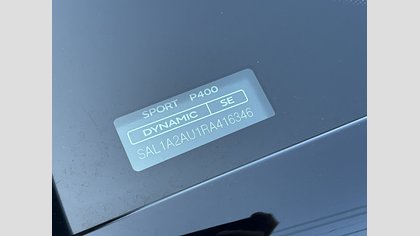 SPORT P400
DYNAMIC SE
SAL1A2AU1RA416346